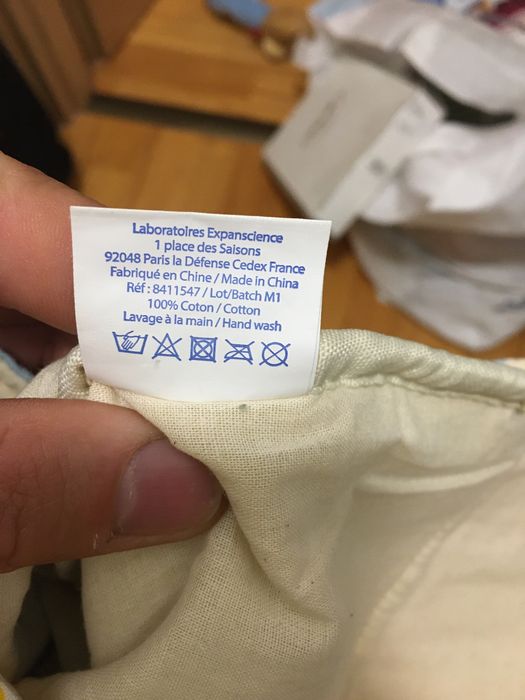 Laboratoires Expanscience
1 place des Saisons
92048 Paris la Défense Cedex France
Fabriqué en Chine / Made in China
Réf : 8411547 / Lot/Batch M1
100% Coton / Cotton
Lavage à la main / Hand wash